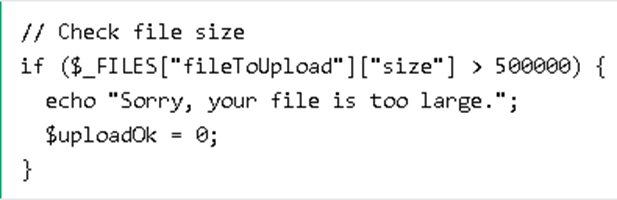 // Check file size
if ($_FILES["fileToUpload"]["size"] > 500000) {
  echo "Sorry, your file is too large.";
  $uploadOk = 0;
}